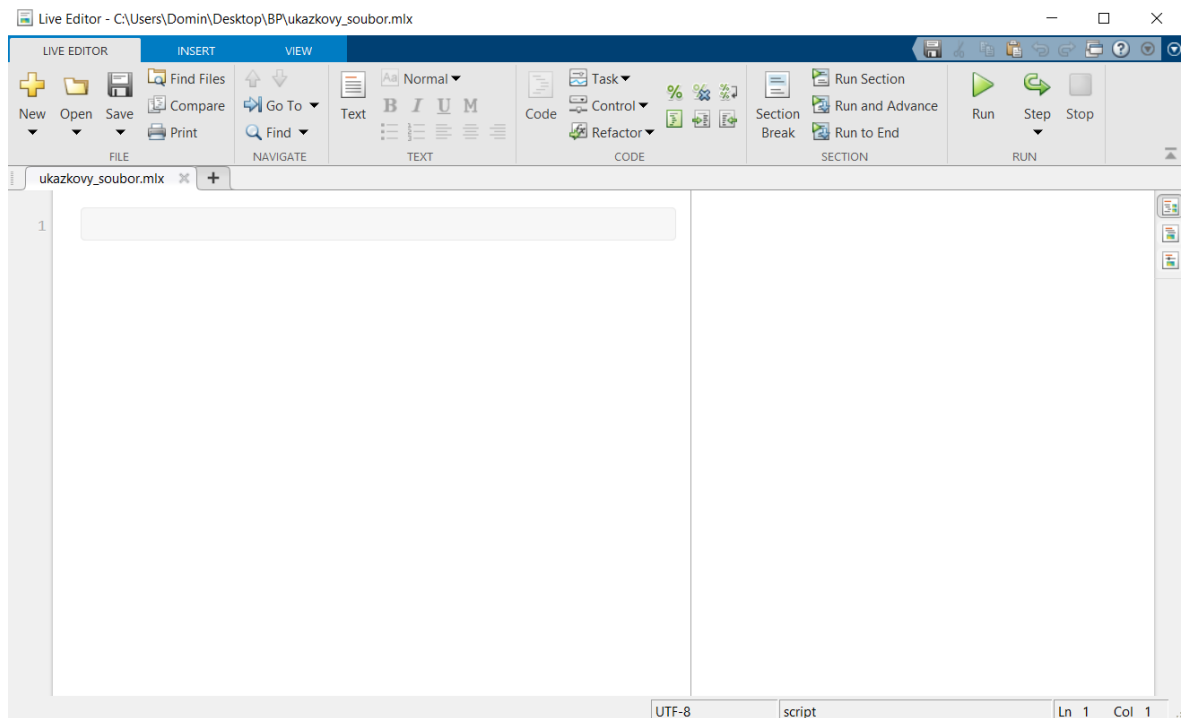 Live Editor - C:\Users\Domin\Desktop\BP\ukazkovy_soubor.mlx
LIVE EDITOR INSERT VIEW
New Open Save Find Files Compare Print
FILE
Go To Find
NAVIGATE
Text Aa Normal B I U M
TEXT
Code Task Control Refactor
CODE
Section Break Run Section Run and Advance Run to End
SECTION
Run Step Stop
RUN
ukazkovy_soubor.mlx
1
UTF-8 script Ln 1 Col 1